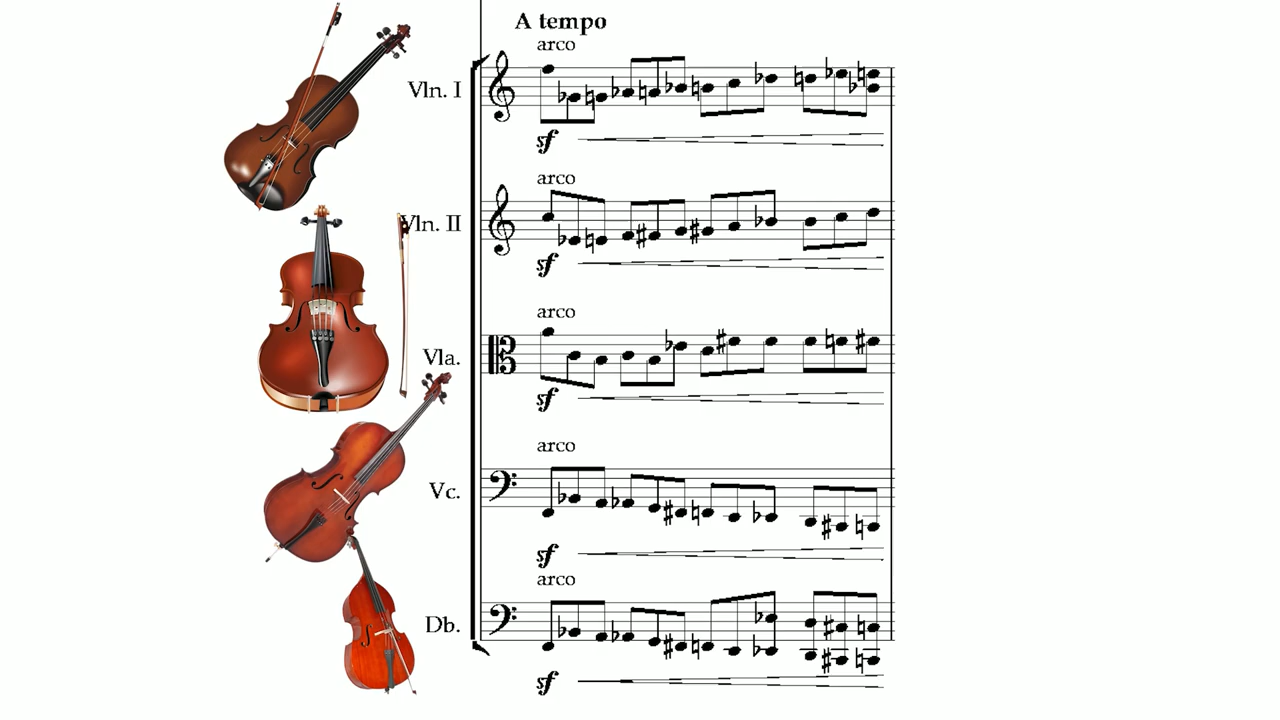 A tempo
arco
Vln. I
sf
arco
Vln. II
sf
arco
Vla.
sf
arco
Vc.
sf
arco
Db.
sf